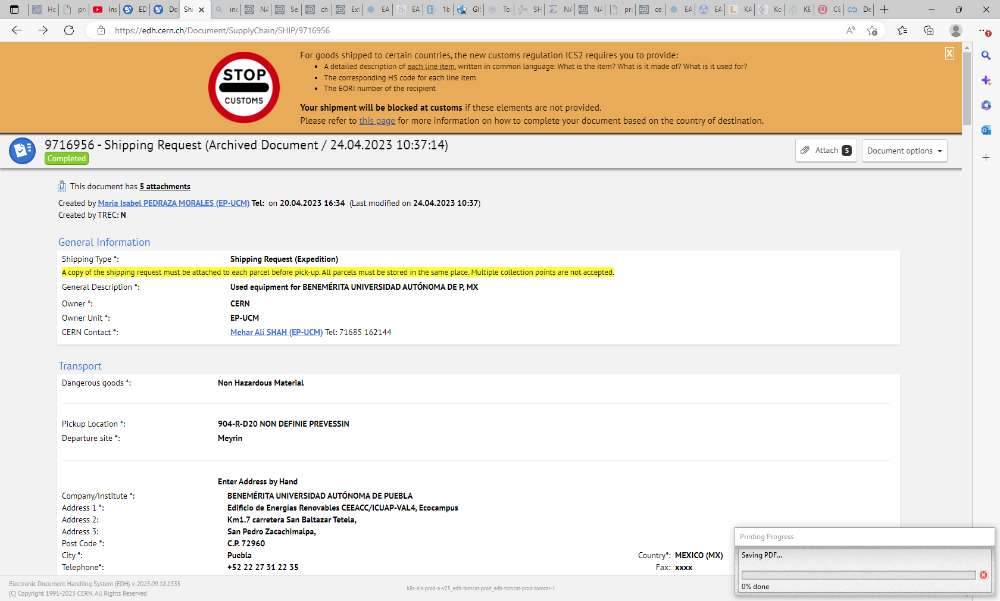 Ho
pro
Ins
ED
Do
Shi
inc
NA
Se
ch
Ext
EA
EA
1b
GIS
To
SH
NA
NA
pro
ce
EA
EA
KA
Ko
KE
CE
De
https://edh.cern.ch/Document/SupplyChain/SHIP/9716956
STOP
CUSTOMS
For goods shipped to certain countries, the new customs regulation ICS2 requires you to provide:
• A detailed description of each line item, written in common language: What is the item? What is it made of? What is it used for?
• The corresponding HS code for each line item
• The EORI number of the recipient
Your shipment will be blocked at customs if these elements are not provided.
Please refer to this page for more information on how to complete your document based on the country of destination.
X
9716956 - Shipping Request (Archived Document / 24.04.2023 10:37:14)
Completed
Attach 5
Document options
This document has 5 attachments
Created by Maria Isabel PEDRAZA MORALES (EP-UCM) Tel: on 20.04.2023 16:34 (Last modified on 24.04.2023 10:37)
Created by TREC: N
General Information
Shipping Type *: Shipping Request (Expedition)
A copy of the shipping request must be attached to each parcel before pick-up. All parcels must be stored in the same place. Multiple collection points are not accepted.
General Description *: Used equipment for BENEMÉRITA UNIVERSIDAD AUTÓNOMA DE P, MX
Owner *: CERN
Owner Unit *: EP-UCM
CERN Contact *: Mehar Ali SHAH (EP-UCM) Tel: 71685 162144
Transport
Dangerous goods *: Non Hazardous Material
Pickup Location *: 904-R-D20 NON DEFINIE PREVESSIN
Departure site *: Meyrin
Enter Address by Hand
Company/Institute *: BENEMÉRITA UNIVERSIDAD AUTÓNOMA DE PUEBLA
Address 1 *: Edificio de Energías Renovables CEEACC/ICUAP-VAL4, Ecocampus
Address 2: Km1.7 carretera San Baltazar Tetela,
Address 3: San Pedro Zacachimalpa,
Post Code *: C.P. 72960
City *: Puebla Country*: MEXICO (MX)
Telephone*: +52 22 27 31 22 35 Fax: xxxx
Printing Progress
Saving PDF...
0% done
Electronic Document Handling System (EDH) v. 2023.09.18.1335
(C) Copyright 1991-2023 CERN. All Rights Reserved
k8s-ais-prod-a-v25_edh-tomcat-prod_edh-tomcat-prod-tomcat-1